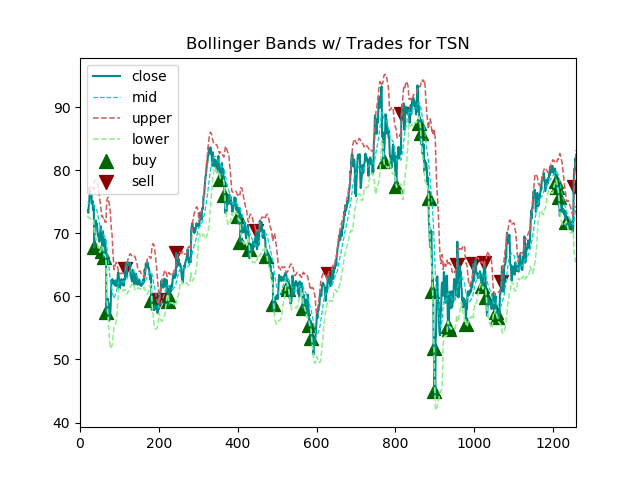 Bollinger Bands w/ Trades for TSN
close
mid
upper
lower
buy
sell
90
80
70
60
50
40
0 200 400 600 800 1000 1200